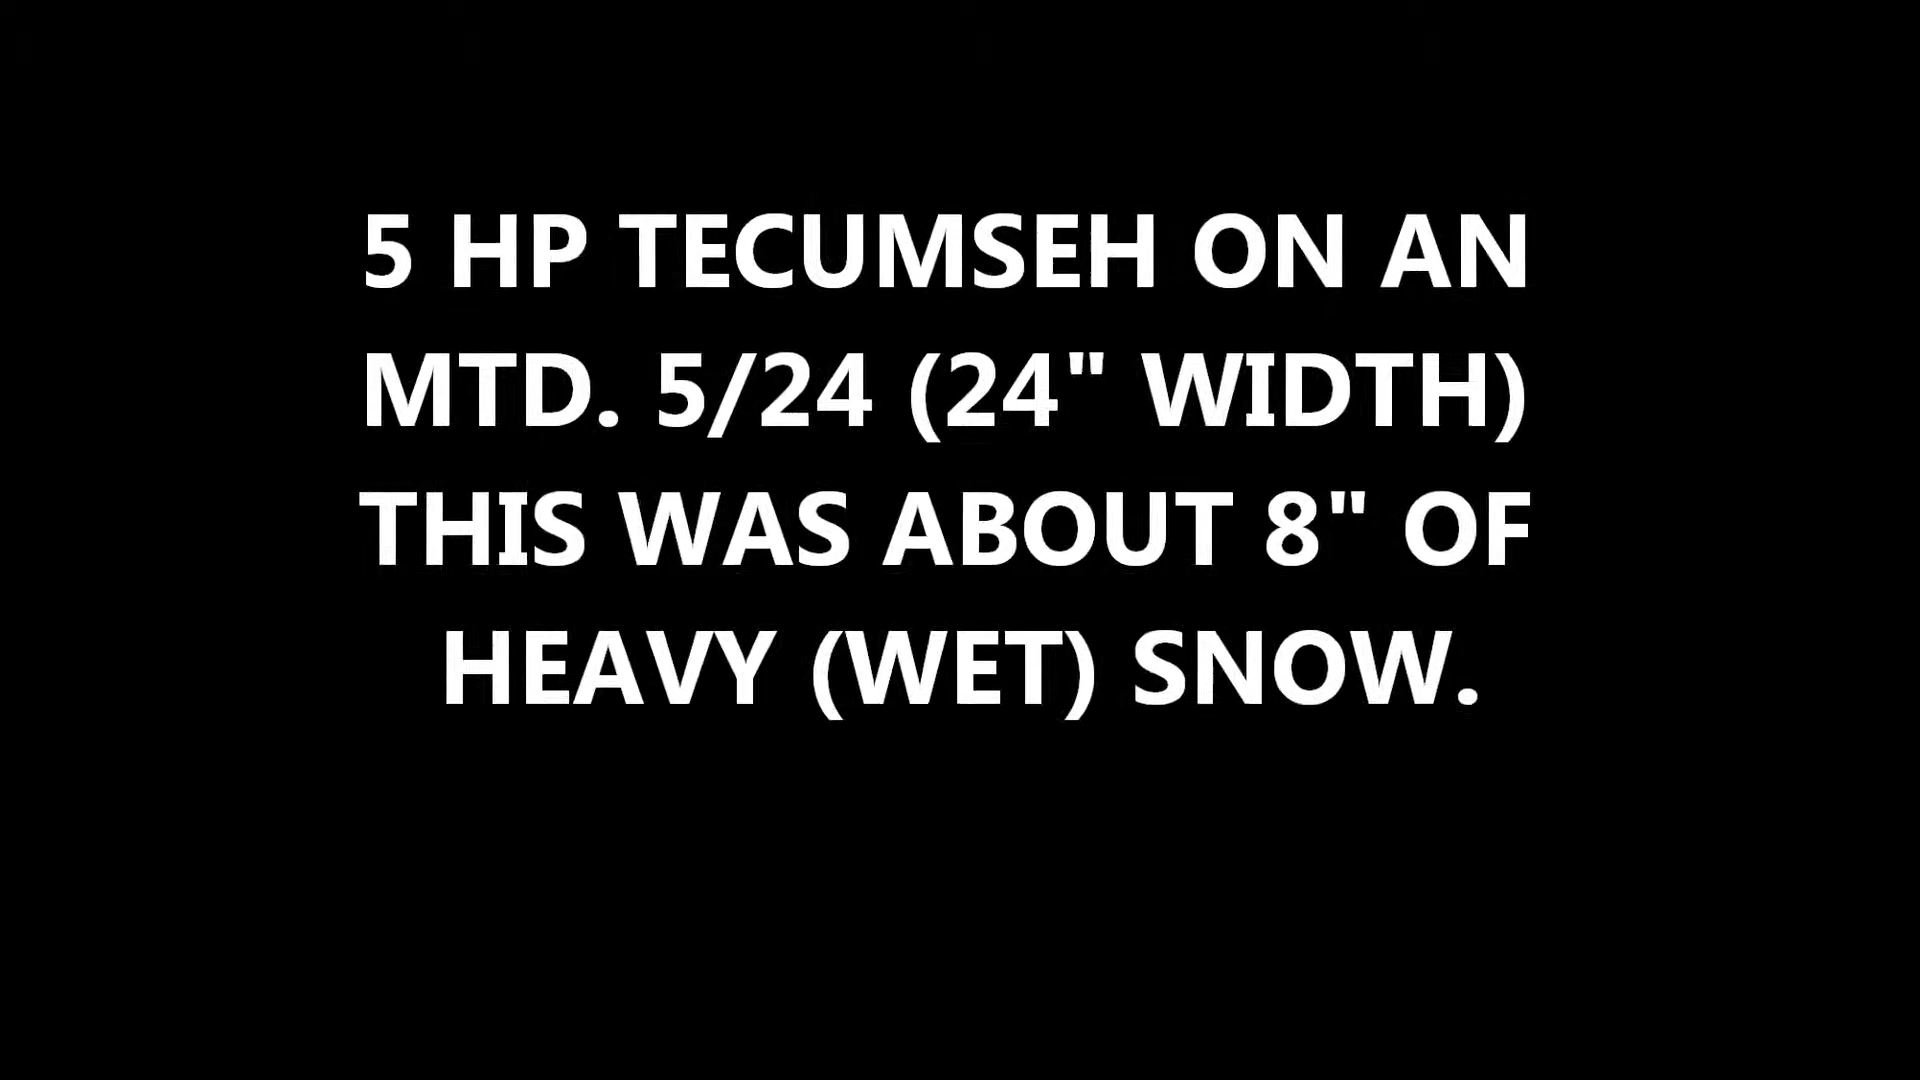 5 HP TECUMSEH ON AN
MTD. 5/24 (24" WIDTH)
THIS WAS ABOUT 8" OF
HEAVY (WET) SNOW.